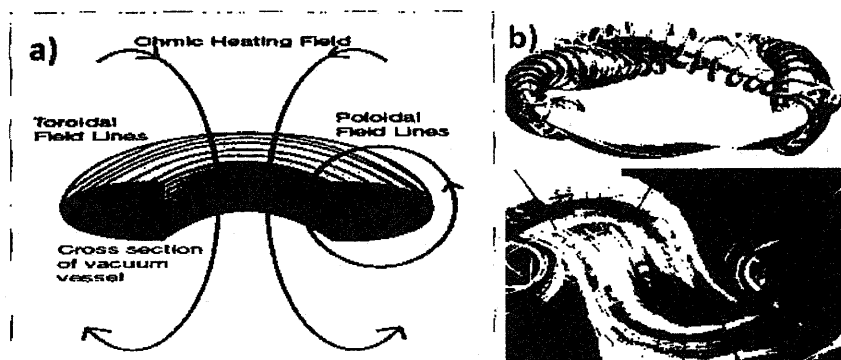 a)
Ohmic Heating Field
Toroidal
Field Lines
Poloidal
Field Lines
Cross section
of vacuum
vessel
b)